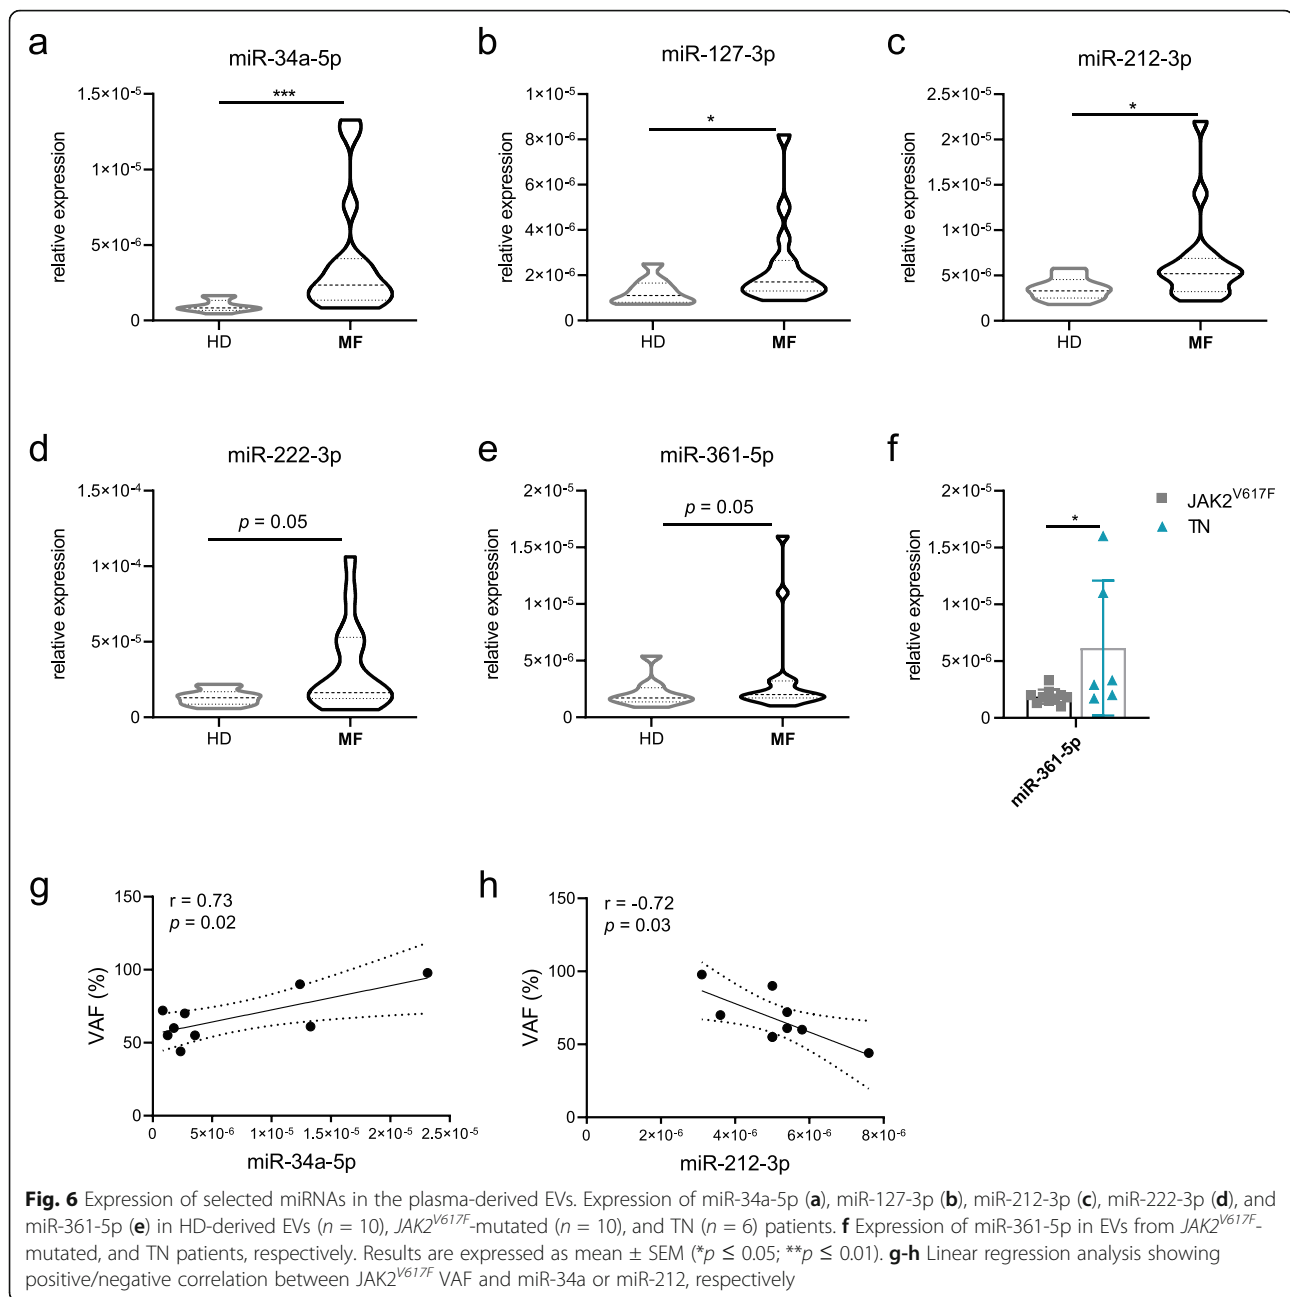 a
miR-34a-5p
1.5×10⁻⁵
1×10⁻⁵
5×10⁻⁶
0
relative expression
***
HD
MF
b
miR-127-3p
1×10⁻⁵
8×10⁻⁶
6×10⁻⁶
4×10⁻⁶
2×10⁻⁶
0
relative expression
*
HD
MF
c
miR-212-3p
2.5×10⁻⁵
2×10⁻⁵
1.5×10⁻⁵
1×10⁻⁵
5×10⁻⁶
0
relative expression
*
HD
MF
d
miR-222-3p
1.5×10⁻⁴
1×10⁻⁴
5×10⁻⁵
0
relative expression
p = 0.05
HD
MF
e
miR-361-5p
2×10⁻⁵
1.5×10⁻⁵
1×10⁻⁵
5×10⁻⁶
0
relative expression
p = 0.05
HD
MF
f
2×10⁻⁵
1.5×10⁻⁵
1×10⁻⁵
5×10⁻⁶
0
relative expression
*
JAK2ⱽ⁶¹⁷ᶠ
TN
miR-361-5p
g
r = 0.73
p = 0.02
150
100
50
0
VAF (%)
0 5×10⁻⁶ 1×10⁻⁵ 1.5×10⁻⁵ 2×10⁻⁵ 2.5×10⁻⁵
miR-34a-5p
h
r = -0.72
p = 0.03
150
100
50
0
VAF (%)
0 2×10⁻⁶ 4×10⁻⁶ 6×10⁻⁶ 8×10⁻⁶
miR-212-3p
Fig. 6 Expression of selected miRNAs in the plasma-derived EVs. Expression of miR-34a-5p (a), miR-127-3p (b), miR-212-3p (c), miR-222-3p (d), and
miR-361-5p (e) in HD-derived EVs (n = 10), JAK2ⱽ⁶¹⁷ᶠ-mutated (n = 10), and TN (n = 6) patients. f Expression of miR-361-5p in EVs from JAK2ⱽ⁶¹⁷ᶠ-
mutated, and TN patients, respectively. Results are expressed as mean ± SEM (*p ≤ 0.05; **p ≤ 0.01). g-h Linear regression analysis showing
positive/negative correlation between JAK2ⱽ⁶¹⁷ᶠ VAF and miR-34a or miR-212, respectively